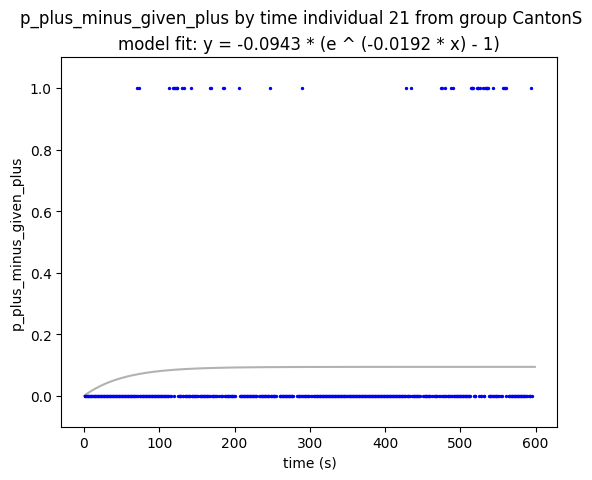 p_plus_minus_given_plus by time individual 21 from group CantonS
model fit: y = -0.0943 * (e ^ (-0.0192 * x) - 1)
1.0
0.8
0.6
0.4
0.2
0.0
p_plus_minus_given_plus
0 100 200 300 400 500 600
time (s)